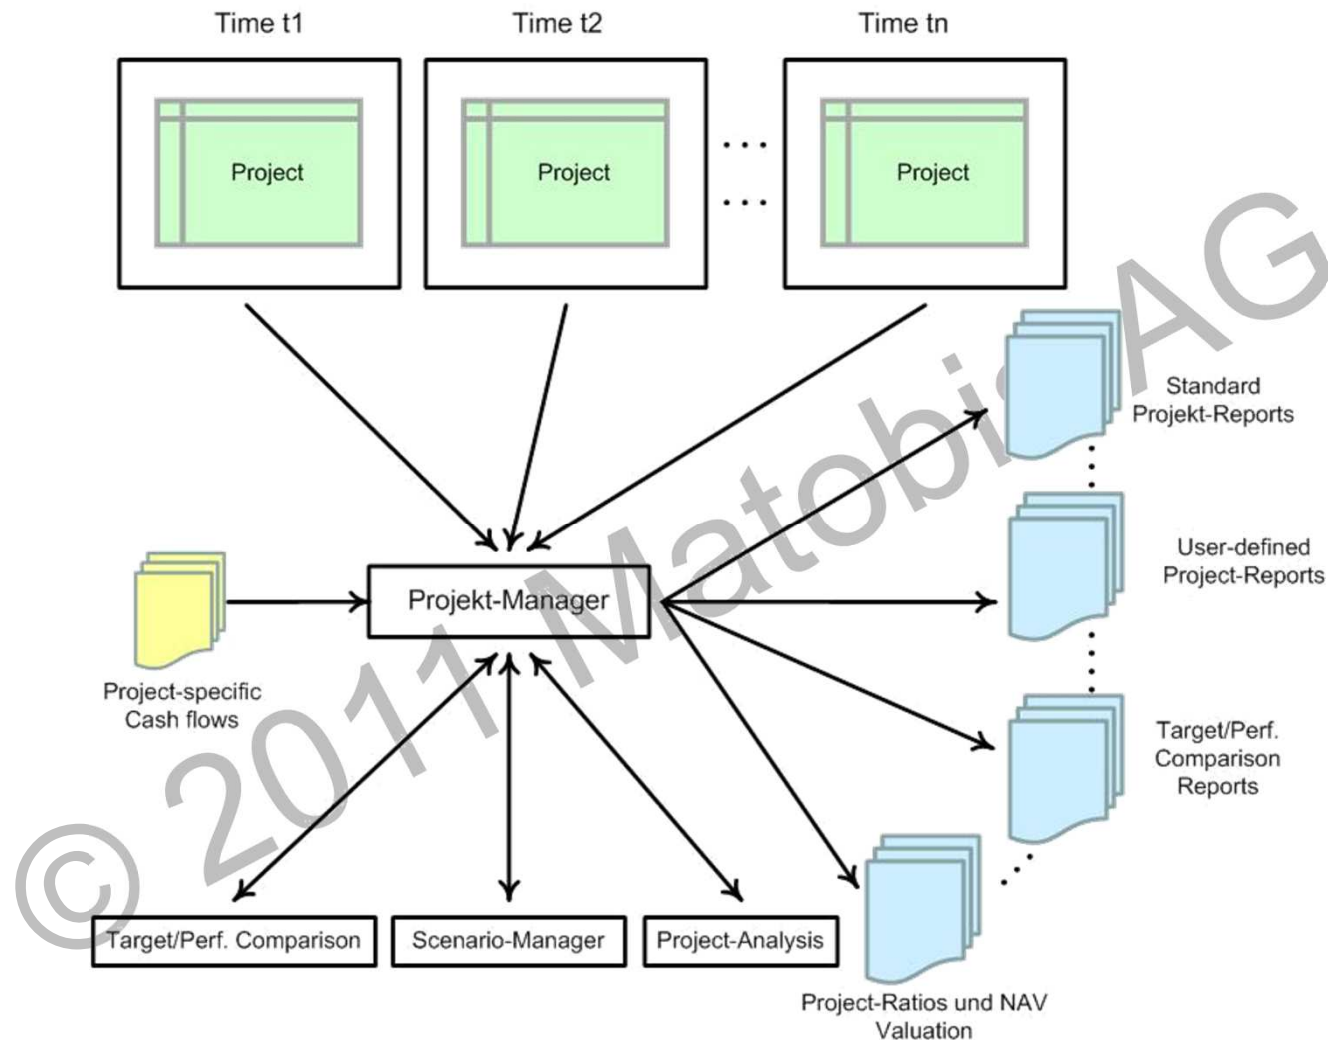 Time t1
Time t2
Time tn
Project
Project
Project
Standard
Projekt-Reports
User-defined
Project-Reports
Projekt-Manager
Project-specific
Cash flows
Target/Perf.
Comparison
Reports
Target/Perf. Comparison
Scenario-Manager
Project-Analysis
Project-Ratios und NAV
Valuation
© 2011 Matobis AG